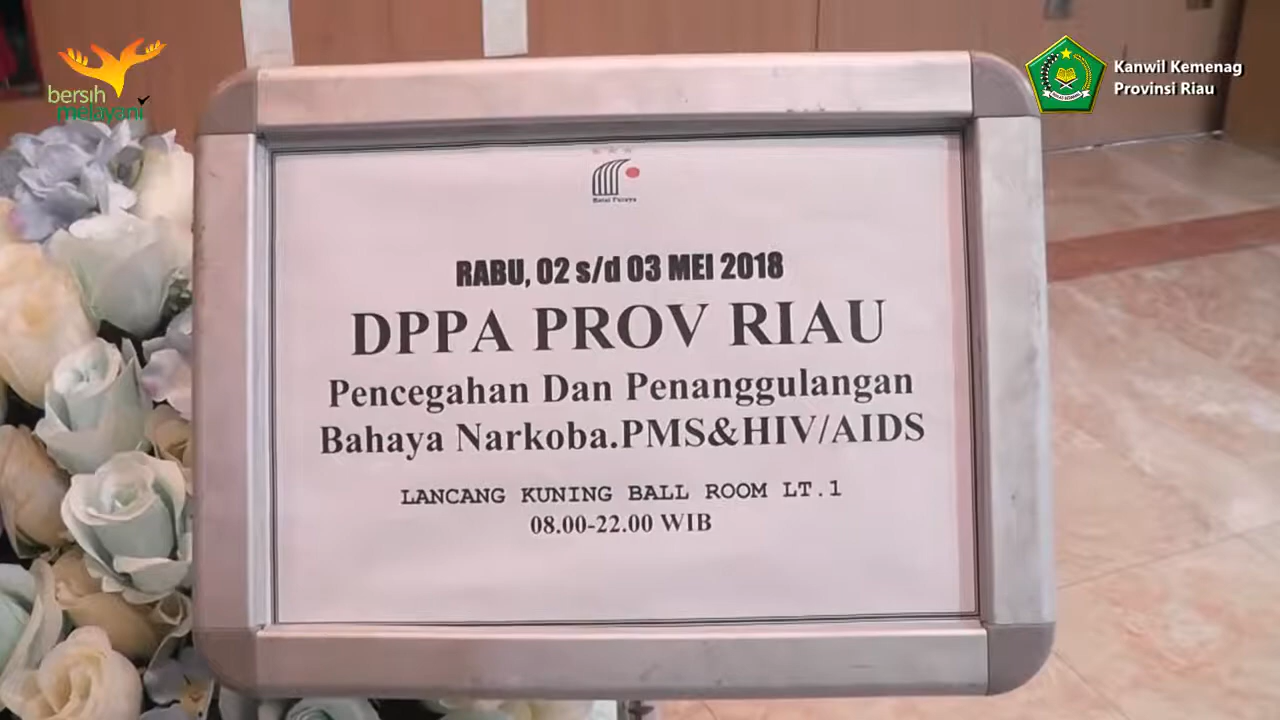 bersih
melayani
Kanwil Kemenag
Provinsi Riau
RABU, 02 s/d 03 MEI 2018
DPPA PROV RIAU
Pencegahan Dan Penanggulangan
Bahaya Narkoba.PMS&HIV/AIDS
LANCANG KUNING BALL ROOM LT.1
08.00-22.00 WIB